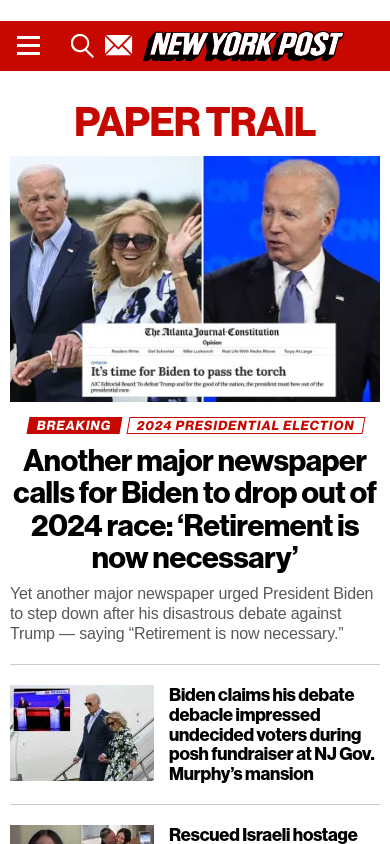 NEW YORK POST
PAPER TRAIL
CNN
The Atlanta Journal-Constitution
Opinion
Readers Write Get Schooled Mike Luckovich Real Life With Nedra Rhone Torpy At Large
OPINION
It's time for Biden to pass the torch
AJC Editorial Board: To defeat Trump and for the good of the nation, the president must bow out of the
presidential race.
BREAKING
2024 PRESIDENTIAL ELECTION
Another major newspaper
calls for Biden to drop out of
2024 race: ‘Retirement is
now necessary’
Yet another major newspaper urged President Biden
to step down after his disastrous debate against
Trump — saying “Retirement is now necessary.”
Biden claims his debate
debacle impressed
undecided voters during
posh fundraiser at NJ Gov.
Murphy’s mansion
Rescued Israeli hostage